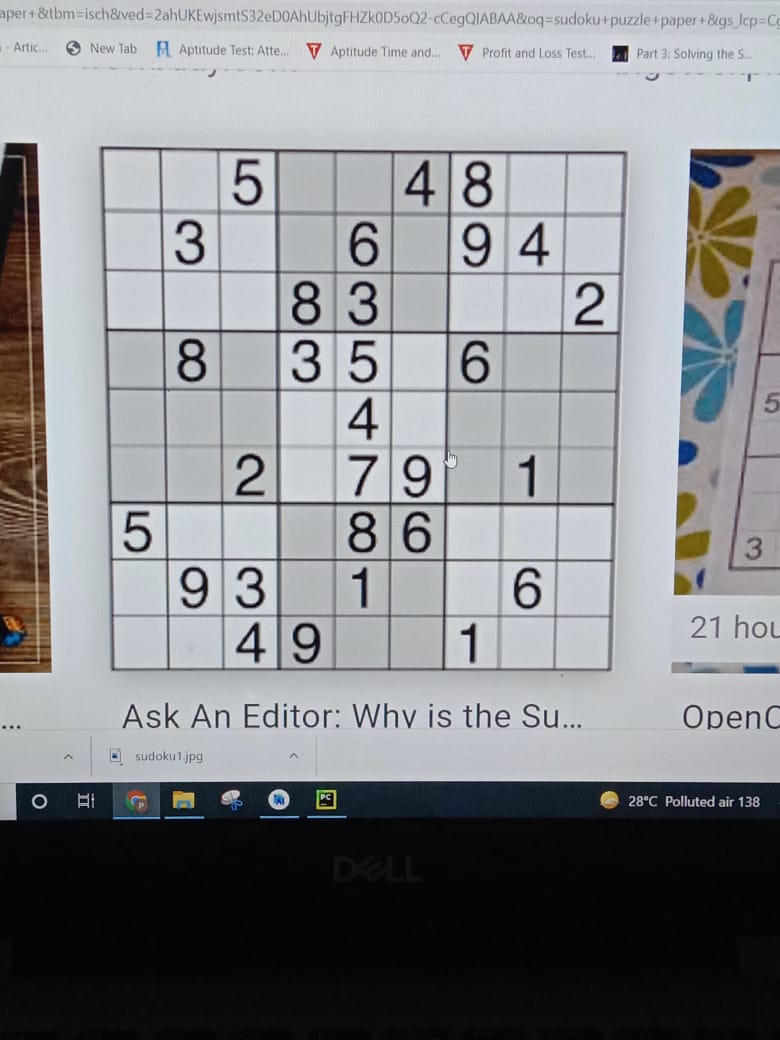 aper+&tbm=isch&ved=2ahUKEwjsmtS32eD0AhUbjtgFHZk0D5oQ2-cCegQIABAA&oq=sudoku+puzzle+paper+&gs_lcp=Cg
- Artic... New Tab Aptitude Test: Atte... Aptitude Time and... Profit and Loss Test... Part 3: Solving the S...
5 4 8
3 6 9 4
8 3 2
8 3 5 6
4
2 7 9 1
5 8 6
9 3 1 6
4 9 1
5
3
21 hou
... Ask An Editor: Why is the Su... OpenC
sudoku1.jpg
28°C Polluted air 138
DELL